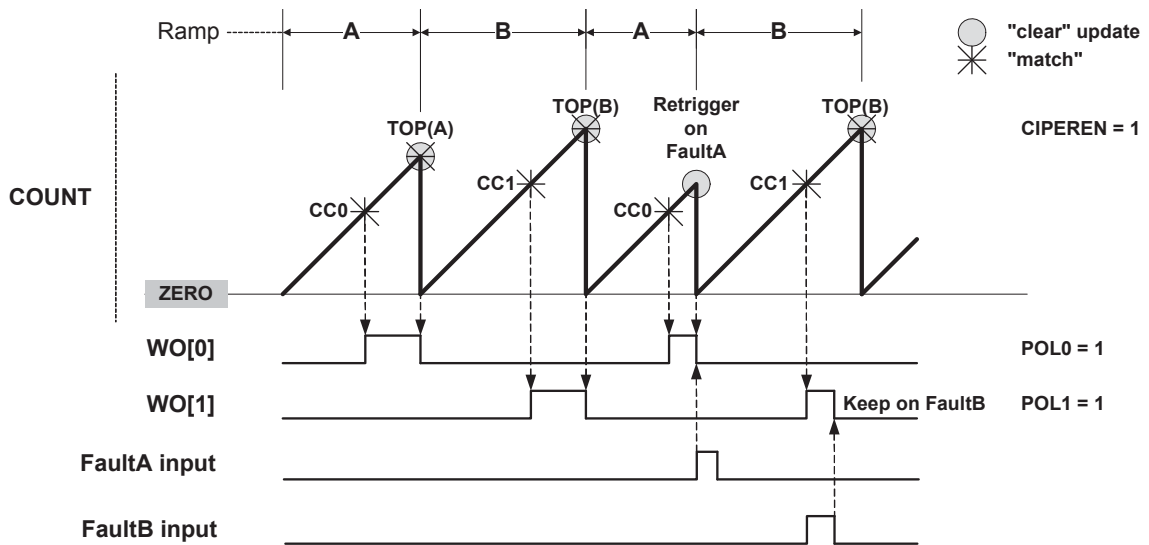 Ramp
A
B
A
B
"clear" update
"match"
TOP(A)
TOP(B)
Retrigger
on
FaultA
TOP(B)
CIPEREN = 1
COUNT
CC0
CC1
CC0
CC1
ZERO
WO[0]
POL0 = 1
WO[1]
Keep on FaultB
POL1 = 1
FaultA input
FaultB input